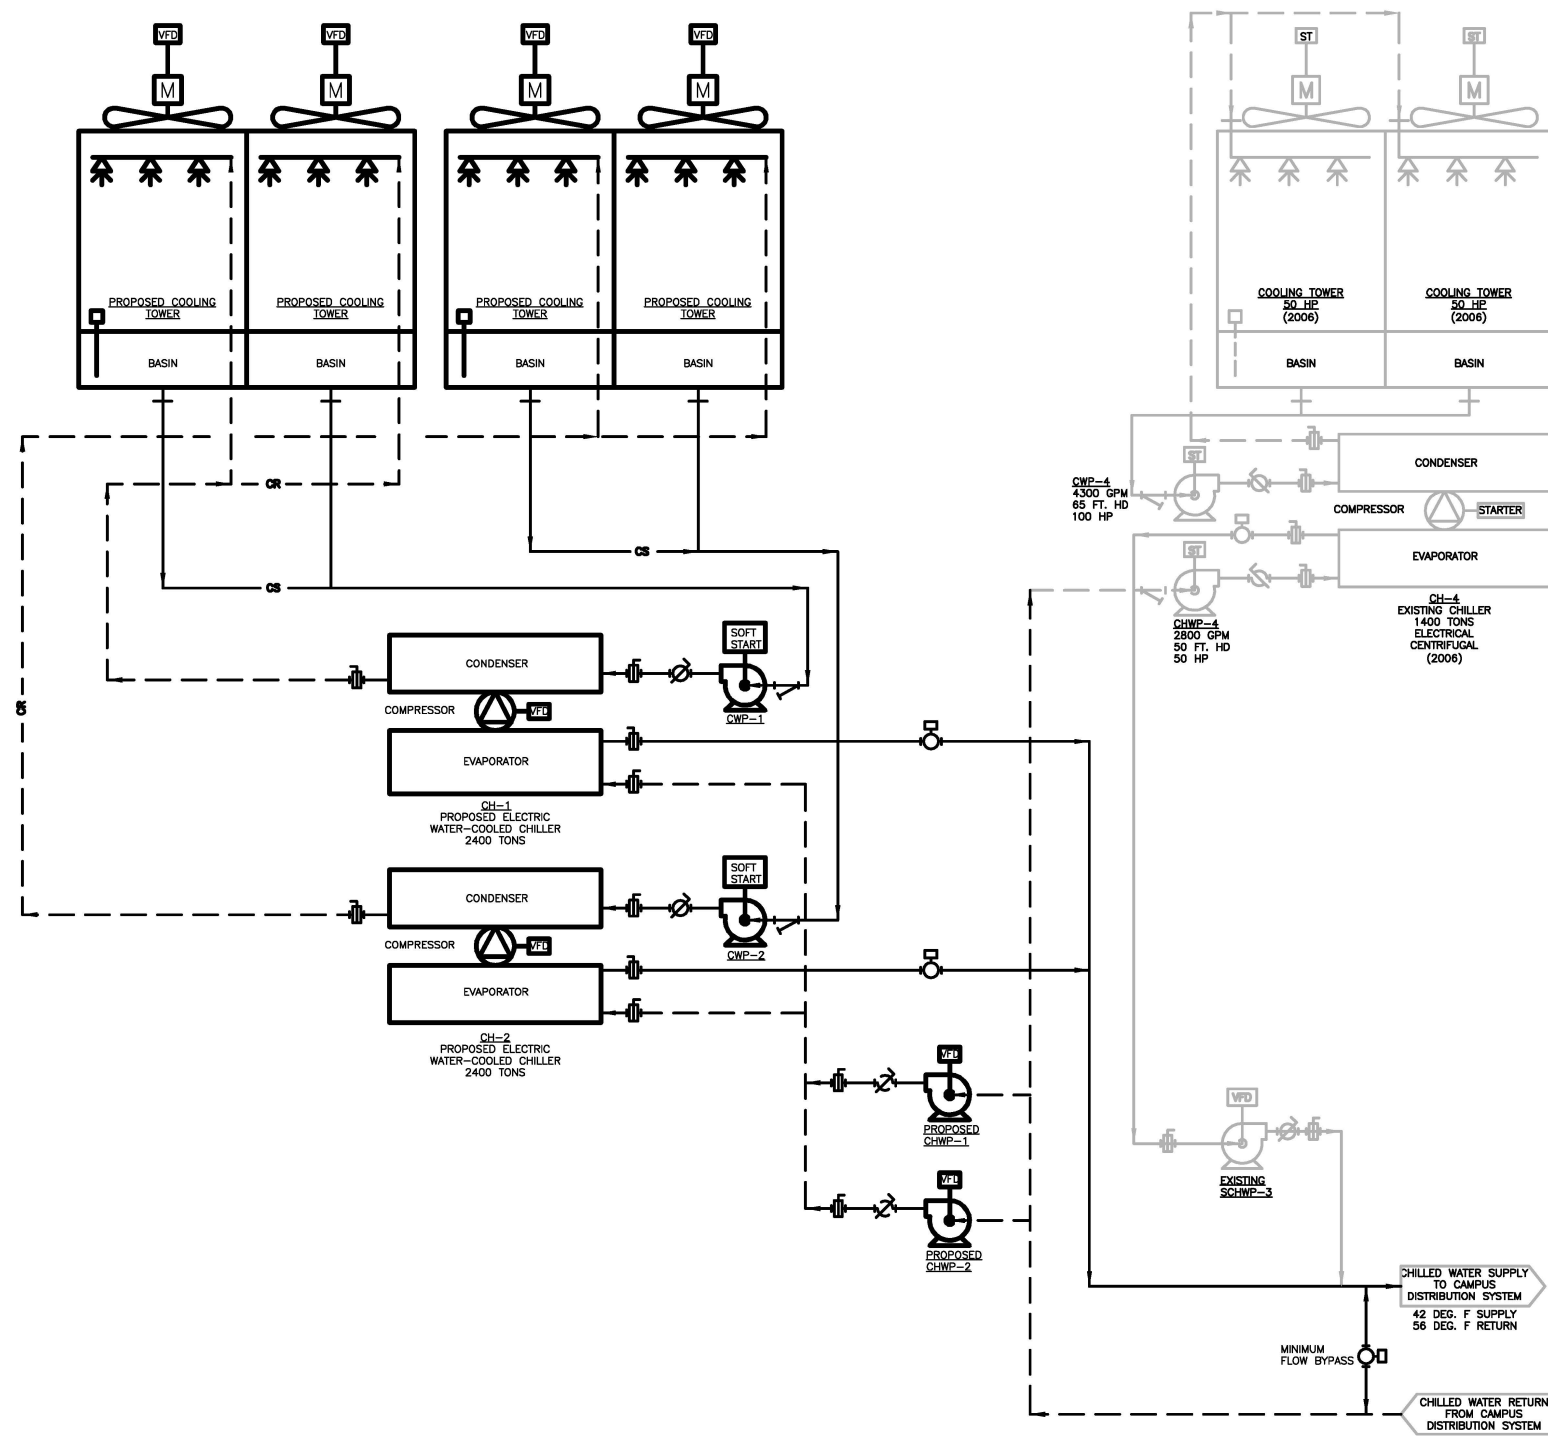 VFD
VFD
VFD
VFD
ST
ST
M
M
M
M
M
M
PROPOSED COOLING
TOWER
PROPOSED COOLING
TOWER
PROPOSED COOLING
TOWER
PROPOSED COOLING
TOWER
COOLING TOWER
50 HP
(2006)
COOLING TOWER
50 HP
(2006)
BASIN
BASIN
BASIN
BASIN
BASIN
BASIN
CR
CS
CS
CR
ST
CWP-4
4300 GPM
65 FT. HD
100 HP
CONDENSER
COMPRESSOR
STARTER
EVAPORATOR
ST
CHWP-4
2800 GPM
50 FT. HD
50 HP
CH-4
EXISTING CHILLER
1400 TONS
ELECTRICAL
CENTRIFUGAL
(2006)
SOFT
START
CONDENSER
COMPRESSOR
VFD
CWP-1
EVAPORATOR
CH-1
PROPOSED ELECTRIC
WATER-COOLED CHILLER
2400 TONS
SOFT
START
CONDENSER
COMPRESSOR
VFD
CWP-2
EVAPORATOR
CH-2
PROPOSED ELECTRIC
WATER-COOLED CHILLER
2400 TONS
VFD
PROPOSED
CHWP-1
VFD
PROPOSED
CHWP-2
VFD
EXISTING
SCHWP-3
CHILLED WATER SUPPLY
TO CAMPUS
DISTRIBUTION SYSTEM
42 DEG. F SUPPLY
56 DEG. F RETURN
MINIMUM
FLOW BYPASS
CHILLED WATER RETURN
FROM CAMPUS
DISTRIBUTION SYSTEM